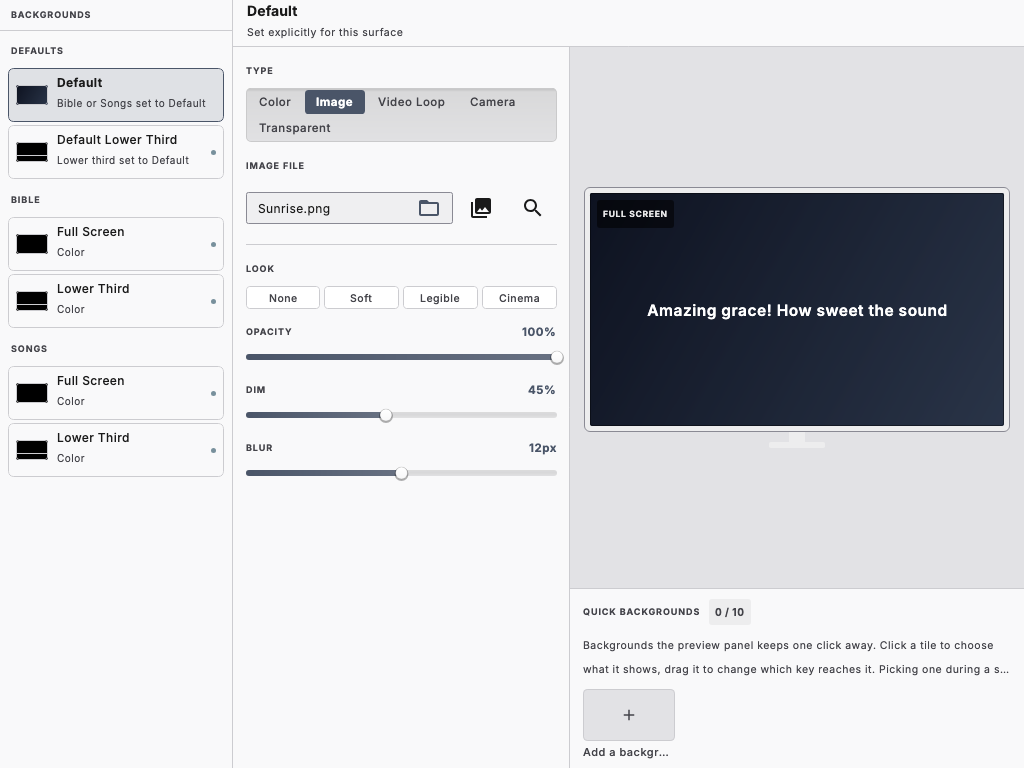 BACKGROUNDS
DEFAULTS
Default
Bible or Songs set to Default
Default Lower Third
Lower third set to Default
BIBLE
Full Screen
Color
Lower Third
Color
SONGS
Full Screen
Color
Lower Third
Color
Default
Set explicitly for this surface
TYPE
Color Image Video Loop Camera
Transparent
IMAGE FILE
Sunrise.png
LOOK
None Soft Legible Cinema
OPACITY 100%
DIM 45%
BLUR 12px
FULL SCREEN
Amazing grace! How sweet the sound
QUICK BACKGROUNDS 0 / 10
Backgrounds the preview panel keeps one click away. Click a tile to choose
what it shows, drag it to change which key reaches it. Picking one during a s...
+
Add a backgr...